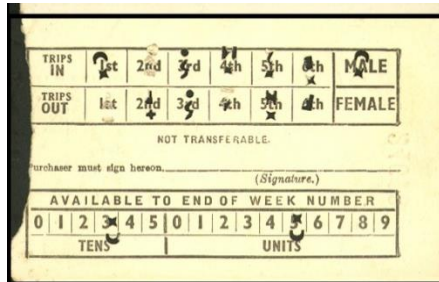 TRIPS IN 1st 2nd 3rd 4th 5th 6th MALE
TRIPS OUT 1st 2nd 3rd 4th 5th 6th FEMALE
NOT TRANSFERABLE.
urchaser must sign hereon.
(Signature.)
AVAILABLE TO END OF WEEK NUMBER
0 1 2 3 4 5 0 1 2 3 4 5 6 7 8 9
TENS UNITS